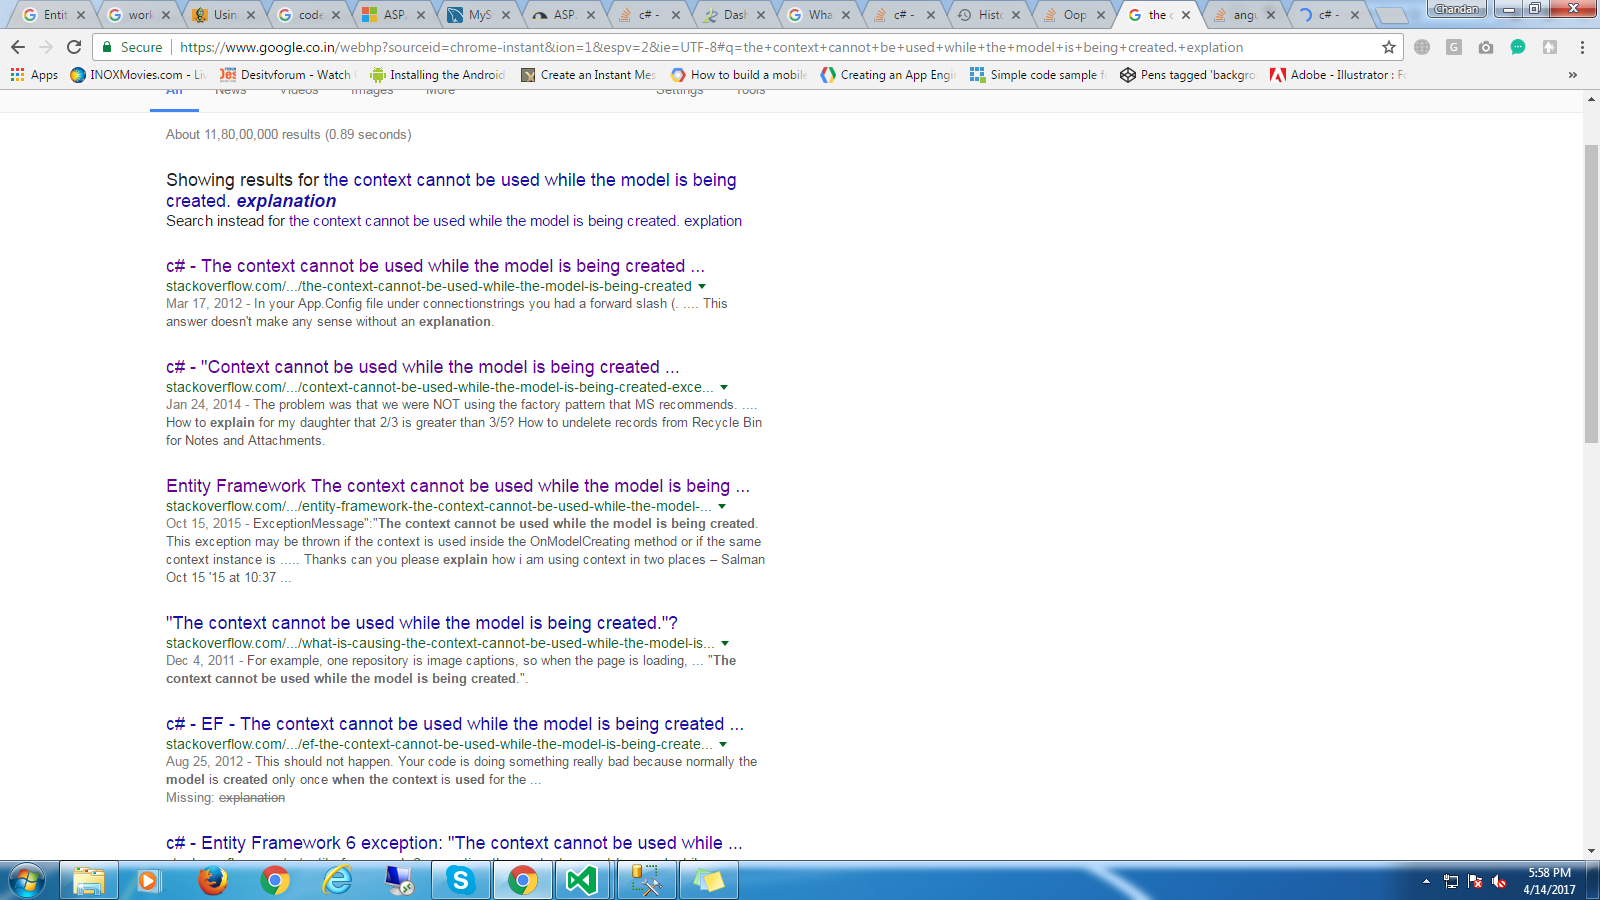 Entit
work
Usin
code
ASP.
MyS
ASP.
c# -
Dash
Wha
c# -
Hist
Oop
the c
angu
c# -
Chandan
Secure
https://www.google.co.in/webhp?sourceid=chrome-instant&ion=1&espv=2&ie=UTF-8#q=the+context+cannot+be+used+while+the+model+is+being+created.+explation
Apps
INOXMovies.com - Liv
Desitvforum - Watch
Installing the Android
Create an Instant Mes
How to build a mobile
Creating an App Engi
Simple code sample f
Pens tagged 'backgro
Adobe - Illustrator : F
»
All News Videos Images More Settings Tools
About 11,80,00,000 results (0.89 seconds)
Showing results for the context cannot be used while the model is being
created. explanation
Search instead for the context cannot be used while the model is being created. explation
c# - The context cannot be used while the model is being created ...
stackoverflow.com/.../the-context-cannot-be-used-while-the-model-is-being-created
Mar 17, 2012 - In your App.Config file under connectionstrings you had a forward slash (. .... This
answer doesn't make any sense without an explanation.
c# - "Context cannot be used while the model is being created ...
stackoverflow.com/.../context-cannot-be-used-while-the-model-is-being-created-exce...
Jan 24, 2014 - The problem was that we were NOT using the factory pattern that MS recommends. ....
How to explain for my daughter that 2/3 is greater than 3/5? How to undelete records from Recycle Bin
for Notes and Attachments.
Entity Framework The context cannot be used while the model is being ...
stackoverflow.com/.../entity-framework-the-context-cannot-be-used-while-the-model-...
Oct 15, 2015 - ExceptionMessage":"The context cannot be used while the model is being created.
This exception may be thrown if the context is used inside the OnModelCreating method or if the same
context instance is ..... Thanks can you please explain how i am using context in two places – Salman
Oct 15 '15 at 10:37 ...
"The context cannot be used while the model is being created."?
stackoverflow.com/.../what-is-causing-the-context-cannot-be-used-while-the-model-is...
Dec 4, 2011 - For example, one repository is image captions, so when the page is loading, ... "The
context cannot be used while the model is being created.".
c# - EF - The context cannot be used while the model is being created ...
stackoverflow.com/.../ef-the-context-cannot-be-used-while-the-model-is-being-create...
Aug 25, 2012 - This should not happen. Your code is doing something really bad because normally the
model is created only once when the context is used for the ...
Missing: explanation
c# - Entity Framework 6 exception: "The context cannot be used while ...
5:58 PM
4/14/2017